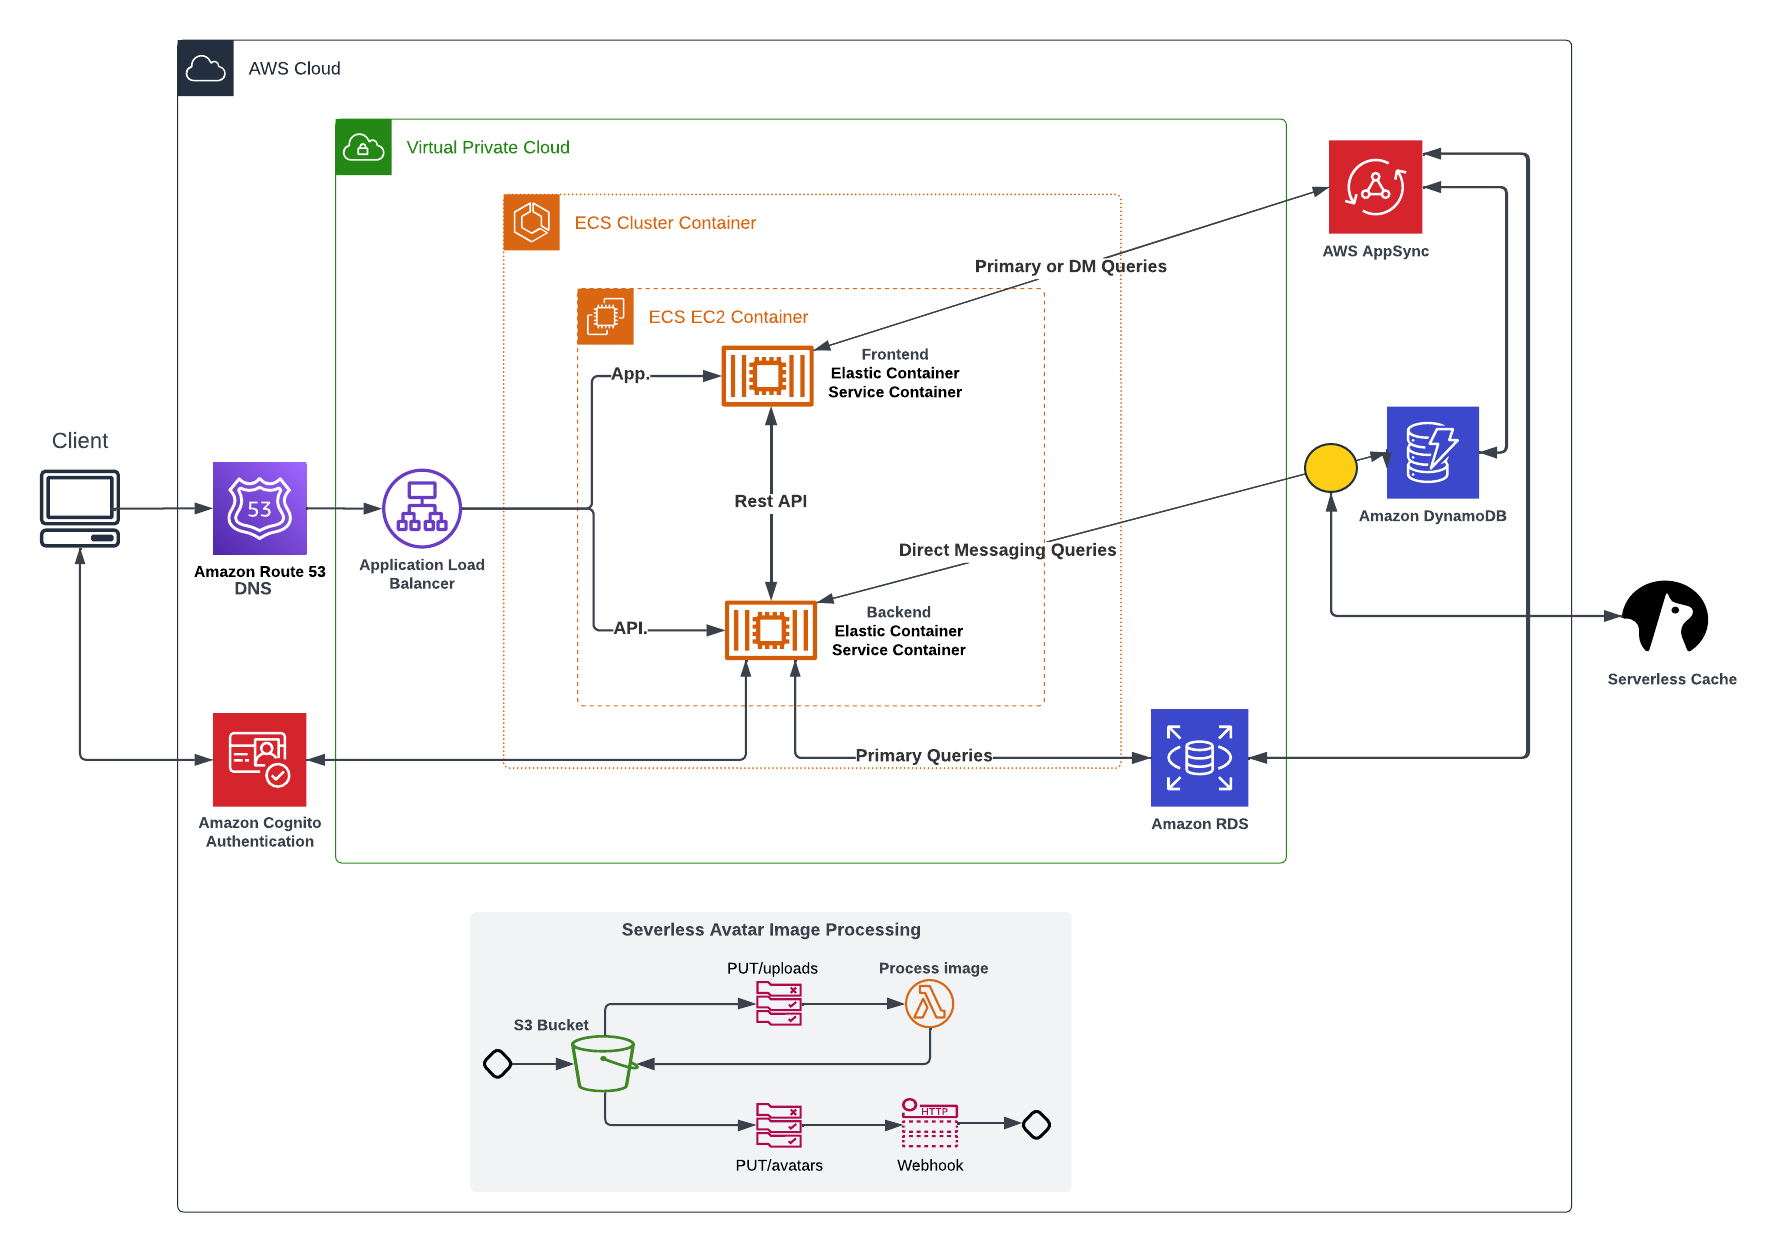 AWS Cloud
Virtual Private Cloud
ECS Cluster Container
AWS AppSync
Primary or DM Queries
ECS EC2 Container
Frontend
Elastic Container
Service Container
App.
Client
53
Amazon Route 53
DNS
Application Load
Balancer
Rest API
Amazon DynamoDB
Direct Messaging Queries
API.
Backend
Elastic Container
Service Container
Serverless Cache
Primary Queries
Amazon Cognito
Authentication
Amazon RDS
Severless Avatar Image Processing
PUT/uploads
Process image
S3 Bucket
HTTP
PUT/avatars
Webhook